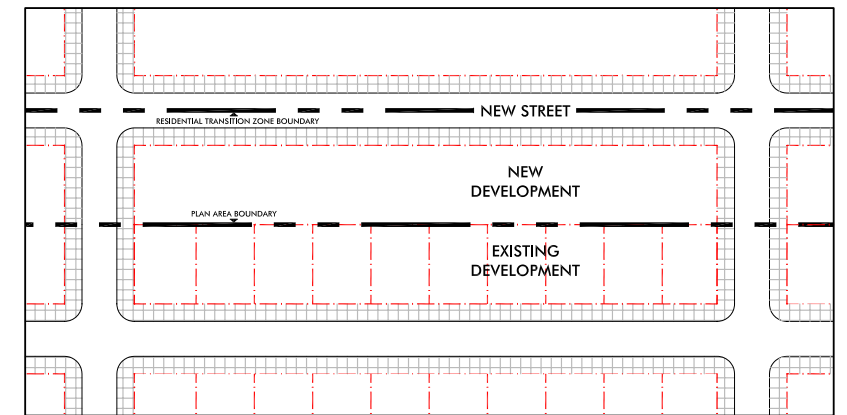 NEW STREET
RESIDENTIAL TRANSITION ZONE BOUNDARY
NEW
DEVELOPMENT
PLAN AREA BOUNDARY
EXISTING
DEVELOPMENT